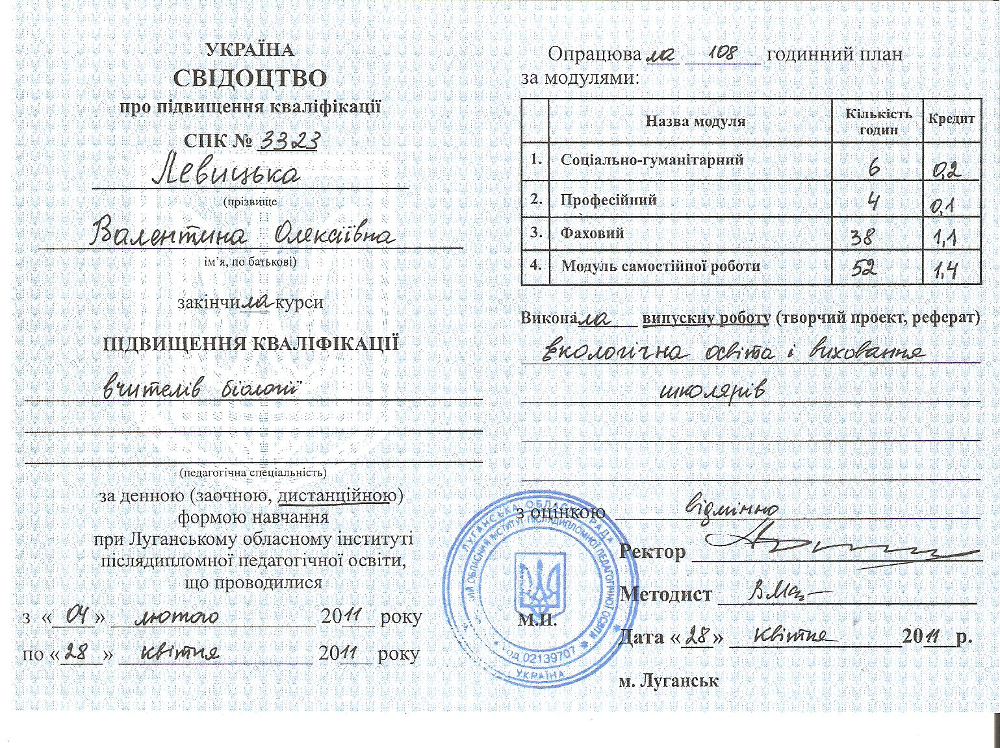 УКРАЇНА
СВІДОЦТВО
про підвищення кваліфікації
СПК № 3323
Левицька
(прізвище
Валентина Олексіївна
ім’я, по батькові)
закінчила курси
ПІДВИЩЕННЯ КВАЛІФІКАЦІЇ
вчителів біології
(педагогічна спеціальність)
за денною (заочною, дистанційною)
формою навчання
при Луганському обласному інституті
післядипломної педагогічної освіти,
що проводилися
з «04» лютого 2011 року
по «28» квітня 2011 року
Опрацювала 108 годинний план
за модулями:
Назва модуля Кількість годин Кредит
1. Соціально-гуманітарний 6 0,2
2. Професійний 4 0,1
3. Фаховий 38 1,1
4. Модуль самостійної роботи 52 1,4
Виконала випускну роботу (творчий проект, реферат)
Екологічна освіта і виховання
школярів
з оцінкою відмінно
Ректор
Методист
М.П.
Дата «28» квітня 2011 р.
м. Луганськ
ЛУГАНСЬКА ОБЛАСНА РАДА
ОБЛАСНИЙ ІНСТИТУТ ПІСЛЯДИПЛОМНОЇ ПЕДАГОГІЧНОЇ ОСВІТИ
код 02139707
УКРАЇНА